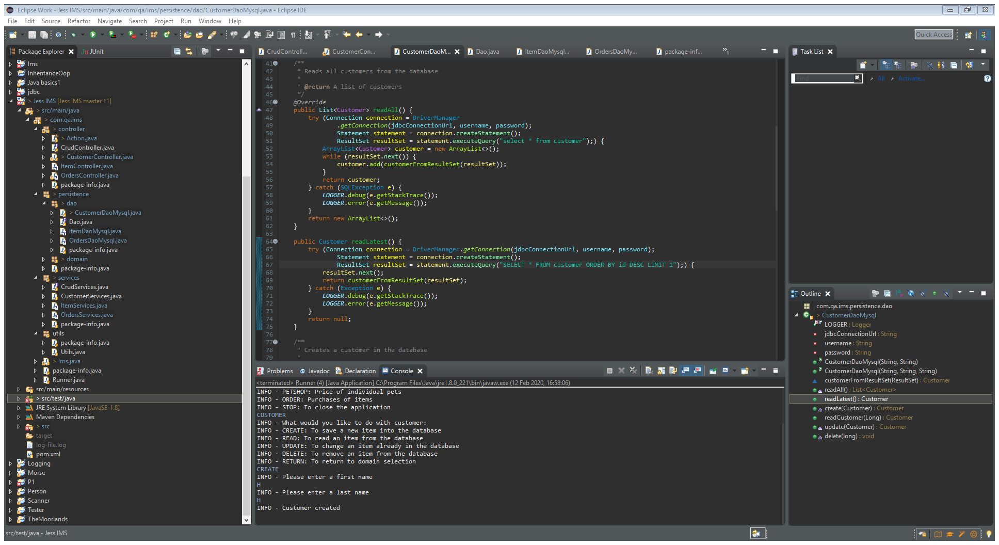 Eclipse Work - Jess IMS/src/main/java/com/qa/ims/persistence/dao/CustomerDaoMysql.java - Eclipse IDE
File Edit Source Refactor Navigate Search Project Run Window Help
Quick Access
Package Explorer
JUnit
Ims
InheritanceOop
Java basics1
jdbc
> Jess IMS [Jess IMS master ↑1]
> src/main/java
> com.qa.ims
> controller
> Action.java
CrudController.java
> CustomerController.java
ItemController.java
OrdersController.java
package-info.java
> persistence
> dao
> CustomerDaoMysql.java
Dao.java
ItemDaoMysql.java
OrdersDaoMysql.java
package-info.java
> domain
package-info.java
> services
CrudServices.java
CustomerServices.java
ItemServices.java
OrdersServices.java
package-info.java
utils
package-info.java
Utils.java
> Ims.java
package-info.java
Runner.java
src/main/resources
> src/test/java
JRE System Library [JavaSE-1.8]
Maven Dependencies
> src
target
log-file.log
pom.xml
Logging
Morse
P1
Person
Scanner
Tester
TheMoorlands
CrudControll... CustomerCon... CustomerDaoM... Dao.java ItemDaoMysql... OrdersDaoMy... package-inf... »1
41 /**
42 * Reads all customers from the database
43 *
44 * @return A list of customers
45 */
46 @Override
47 public List<Customer> readAll() {
48 try (Connection connection = DriverManager
49 .getConnection(jdbcConnectionUrl, username, password);
50 Statement statement = connection.createStatement();
51 ResultSet resultSet = statement.executeQuery("select * from customer");) {
52 ArrayList<Customer> customer = new ArrayList<>();
53 while (resultSet.next()) {
54 customer.add(customerFromResultSet(resultSet));
55 }
56 return customer;
57 } catch (SQLException e) {
58 LOGGER.debug(e.getStackTrace());
59 LOGGER.error(e.getMessage());
60 }
61 return new ArrayList<>();
62 }
63
64 public Customer readLatest() {
65 try (Connection connection = DriverManager.getConnection(jdbcConnectionUrl, username, password);
66 Statement statement = connection.createStatement();
67 ResultSet resultSet = statement.executeQuery("SELECT * FROM customer ORDER BY id DESC LIMIT 1");) {
68 resultSet.next();
69 return customerFromResultSet(resultSet);
70 } catch (Exception e) {
71 LOGGER.debug(e.getStackTrace());
72 LOGGER.error(e.getMessage());
73 }
74 return null;
75 }
76
77 /**
78 * Creates a customer in the database
79 *
Problems Javadoc Declaration Console
<terminated> Runner (4) [Java Application] C:\Program Files\Java\jre1.8.0_221\bin\javaw.exe (12 Feb 2020, 16:58:06)
INFO - PETSHOP: Price of individual pets
INFO - ORDER: Purchases of items
INFO - STOP: To close the application
CUSTOMER
INFO - What would you like to do with customer:
INFO - CREATE: To save a new item into the database
INFO - READ: To read an item from the database
INFO - UPDATE: To change an item already in the database
INFO - DELETE: To remove an item from the database
INFO - RETURN: To return to domain selection
CREATE
INFO - Please enter a first name
H
INFO - Please enter a last name
H
INFO - Customer created
Task List
Find
All
Activate...
Outline
com.qa.ims.persistence.dao
> CustomerDaoMysql
LOGGER : Logger
jdbcConnectionUrl : String
username : String
password : String
CustomerDaoMysql(String, String)
CustomerDaoMysql(String, String, String)
customerFromResultSet(ResultSet) : Customer
readAll() : List<Customer>
readLatest() : Customer
create(Customer) : Customer
readCustomer(Long) : Customer
update(Customer) : Customer
delete(long) : void
src/test/java - Jess IMS